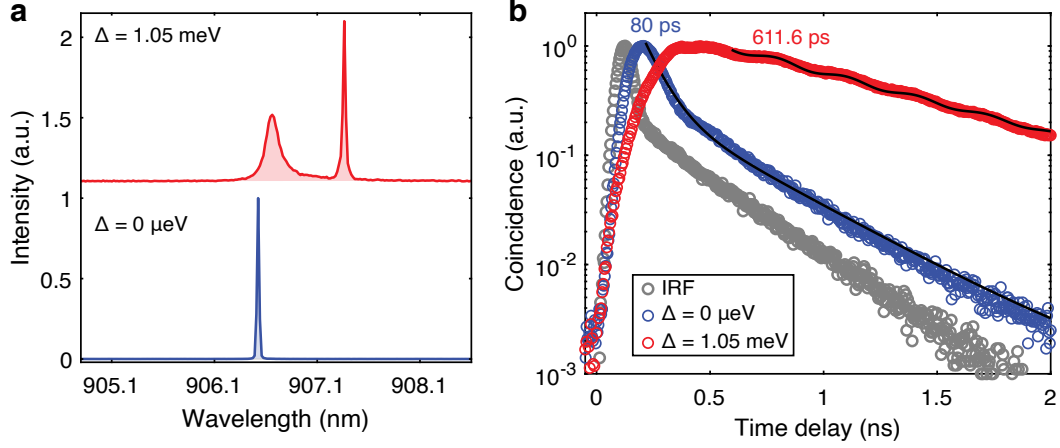 a
Δ = 1.05 meV
Δ = 0 μeV
2
1.5
1
0.5
0
Intensity (a.u.)
905.1 906.1 907.1 908.1
Wavelength (nm)
b
80 ps
611.6 ps
10⁰
10⁻¹
10⁻²
10⁻³
Coincidence (a.u.)
IRF
Δ = 0 μeV
Δ = 1.05 meV
0 0.5 1 1.5 2
Time delay (ns)